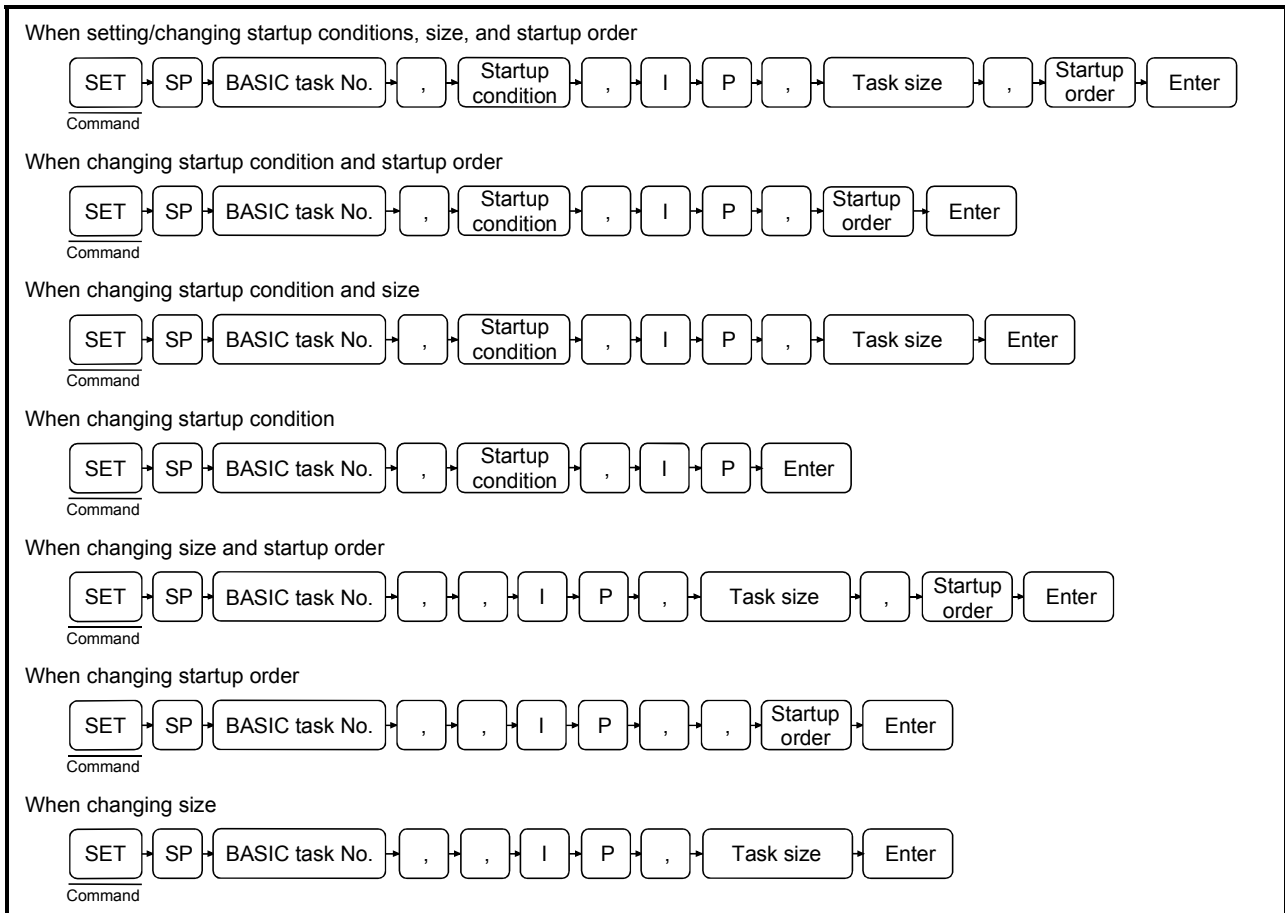 When setting/changing startup conditions, size, and startup order
SET SP BASIC task No. , Startup condition , I P , Task size , Startup order Enter
Command
When changing startup condition and startup order
SET SP BASIC task No. , Startup condition , I P , Startup order Enter
Command
When changing startup condition and size
SET SP BASIC task No. , Startup condition , I P , Task size Enter
Command
When changing startup condition
SET SP BASIC task No. , Startup condition , I P Enter
Command
When changing size and startup order
SET SP BASIC task No. , , I P , Task size , Startup order Enter
Command
When changing startup order
SET SP BASIC task No. , , I P , , Startup order Enter
Command
When changing size
SET SP BASIC task No. , , I P , Task size Enter
Command